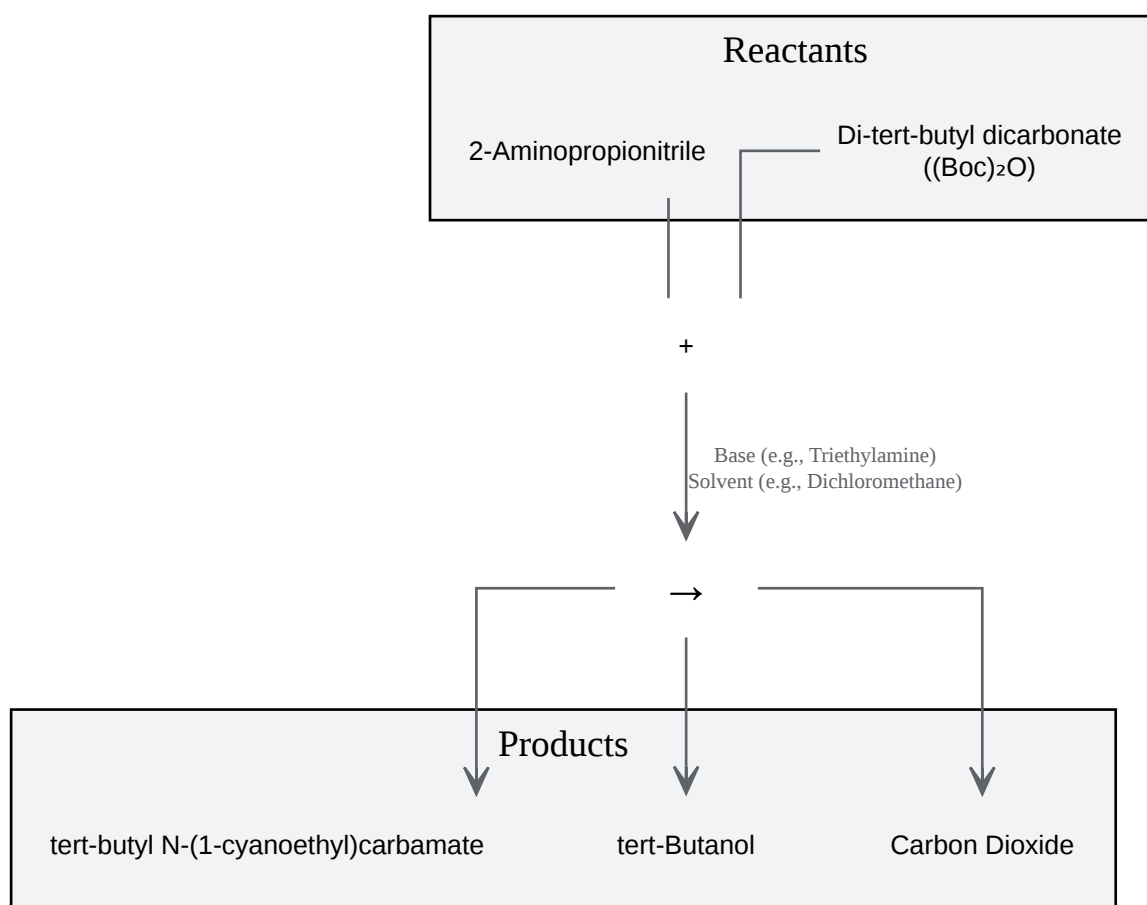 Reactants
2-Aminopropionitrile
Di-tert-butyl dicarbonate
((Boc)₂O)
+
Base (e.g., Triethylamine)
Solvent (e.g., Dichloromethane)
→
Products
tert-butyl N-(1-cyanoethyl)carbamate
tert-Butanol
Carbon Dioxide